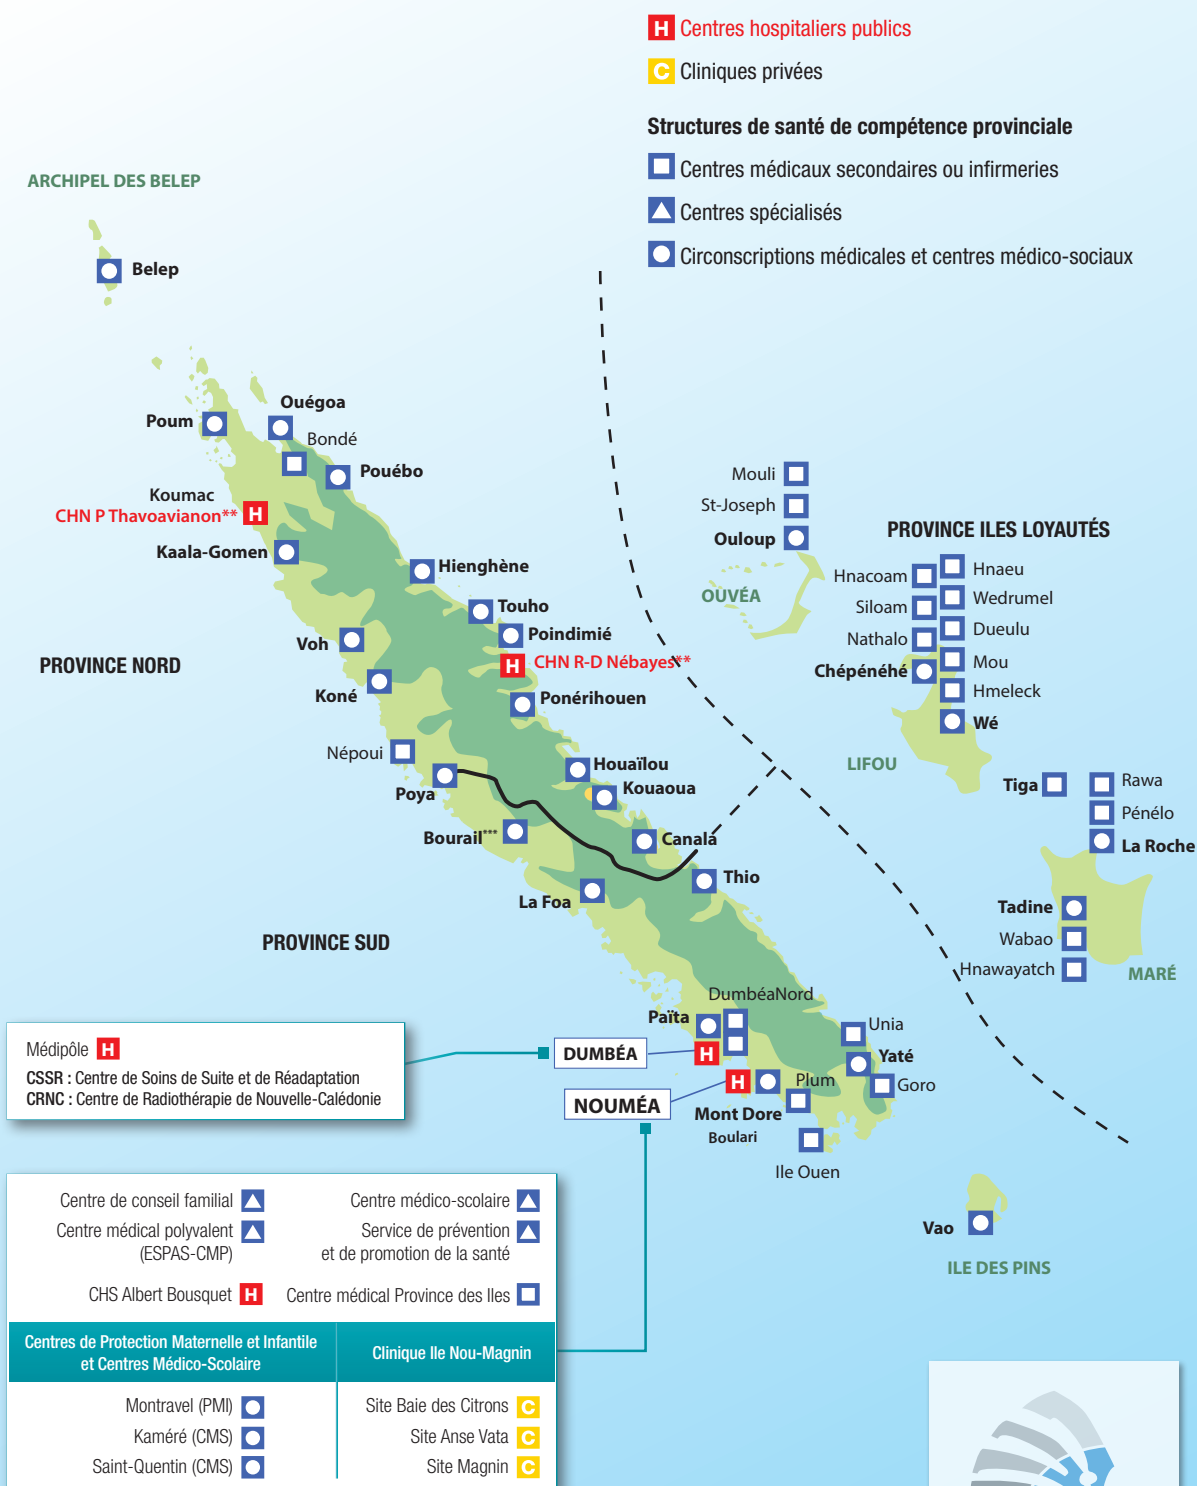 H Centres hospitaliers publics
C Cliniques privées
Structures de santé de compétence provinciale
Centres médicaux secondaires ou infirmeries
Centres spécialisés
Circonscriptions médicales et centres médico-sociaux
ARCHIPEL DES BELEP
Belep
Ouégoa
Poum
Bondé
Pouébo
Koumac
CHN P Thavoavianon** H
Kaala-Gomen
Hienghène
Touho
Poindimié
H CHN R-D Nébayes**
Voh
PROVINCE NORD
Koné
Ponérihouen
Népoui
Houaïlou
Poya
Kouaoua
Bourail***
Canala
Thio
La Foa
PROVINCE SUD
Mouli
St-Joseph
Ouloup
OUVÉA
PROVINCE ILES LOYAUTÉS
Hnacoam
Hnaeu
Siloam
Wedrumel
Nathalo
Dueulu
Chépénéhé
Mou
Hmeleck
Wé
LIFOU
Tiga
Rawa
Pénélo
La Roche
Tadine
Wabao
Hnawayatch
MARÉ
DumbéaNord
Païta
Unia
DUMBÉA
H
Yaté
H
Plum
Goro
NOUMÉA
Mont Dore
Boulari
Ile Ouen
Vao
ILE DES PINS
Médipôle H
CSSR : Centre de Soins de Suite et de Réadaptation
CRNC : Centre de Radiothérapie de Nouvelle-Calédonie
Centre de conseil familial
Centre médico-scolaire
Centre médical polyvalent
(ESPAS-CMP)
Service de prévention
et de promotion de la santé
CHS Albert Bousquet H
Centre médical Province des Iles
Centres de Protection Maternelle et Infantile
et Centres Médico-Scolaire
Clinique Ile Nou-Magnin
Montravel (PMI)
Kaméré (CMS)
Saint-Quentin (CMS)
Site Baie des Citrons C
Site Anse Vata C
Site Magnin C